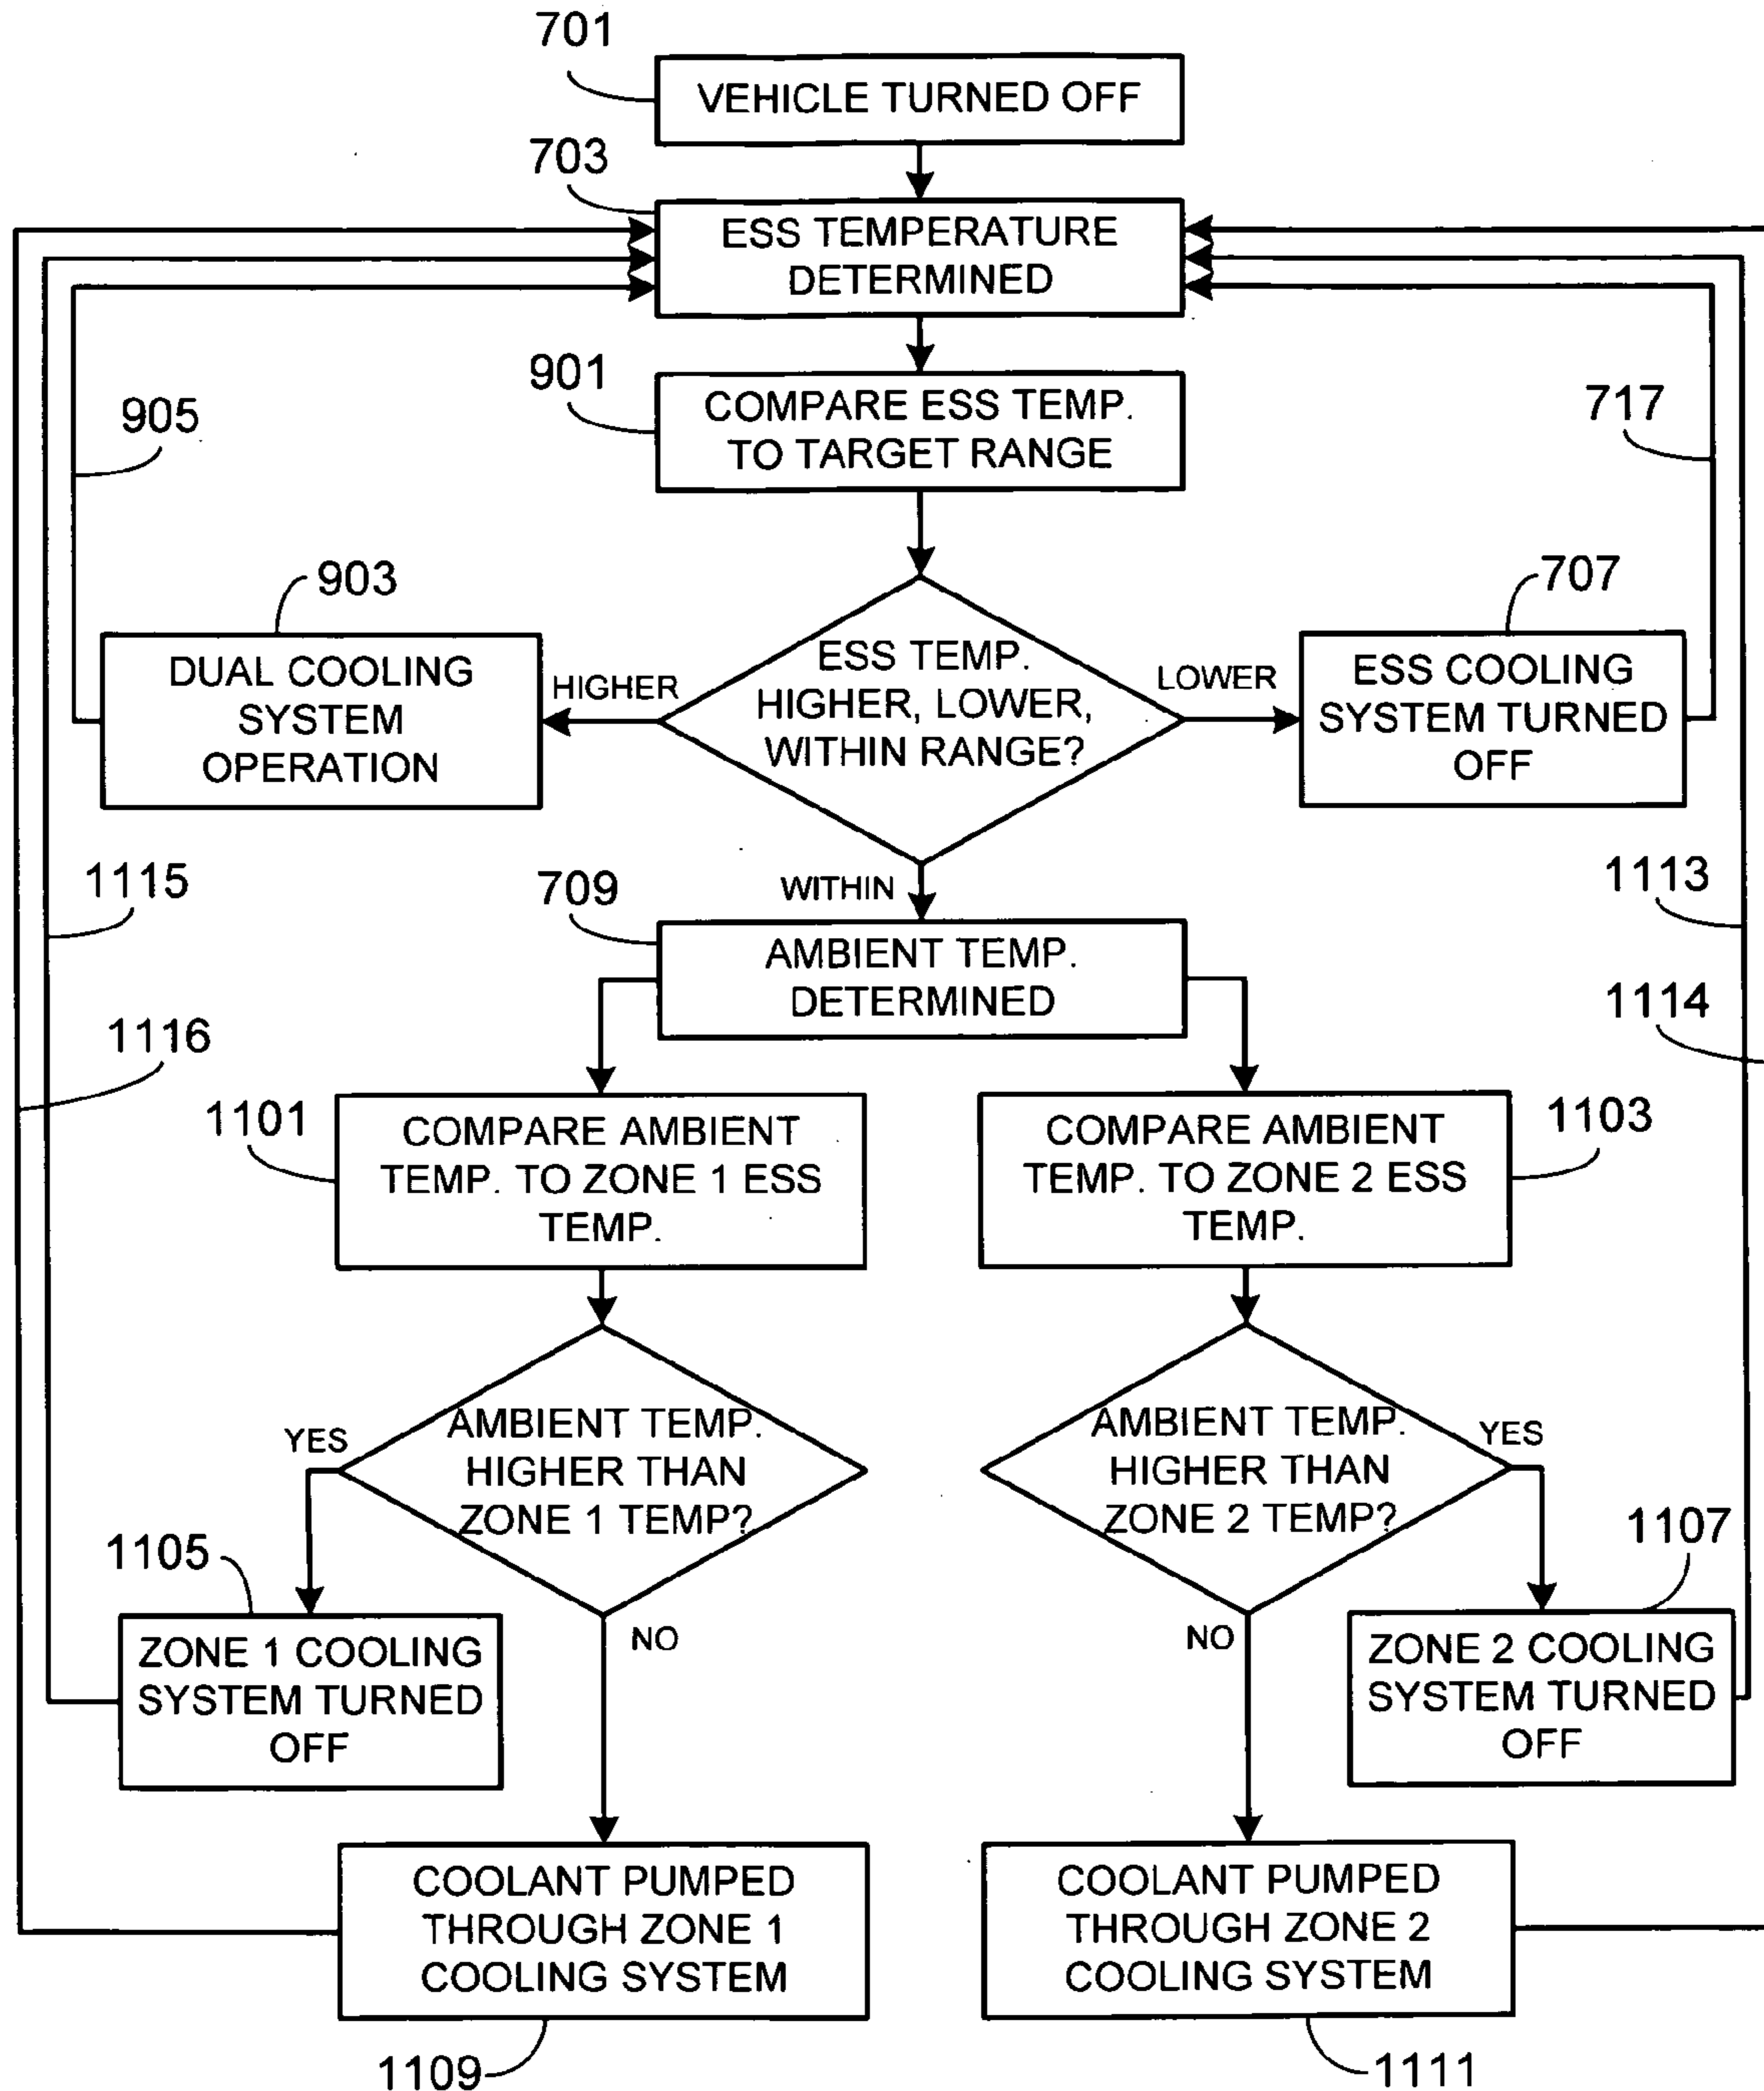 701
VEHICLE TURNED OFF
703
ESS TEMPERATURE
DETERMINED
901
COMPARE ESS TEMP.
TO TARGET RANGE
905
717
903
707
DUAL COOLING
SYSTEM
OPERATION
HIGHER
ESS TEMP.
HIGHER, LOWER,
WITHIN RANGE?
LOWER
ESS COOLING
SYSTEM TURNED
OFF
1115
709
WITHIN
1113
AMBIENT TEMP.
DETERMINED
1116
1114
1101
COMPARE AMBIENT
TEMP. TO ZONE 1 ESS
TEMP.
COMPARE AMBIENT
TEMP. TO ZONE 2 ESS
TEMP.
1103
YES
AMBIENT TEMP.
HIGHER THAN
ZONE 1 TEMP?
AMBIENT TEMP.
HIGHER THAN
ZONE 2 TEMP?
YES
1105
1107
ZONE 1 COOLING
SYSTEM TURNED
OFF
NO
NO
ZONE 2 COOLING
SYSTEM TURNED
OFF
COOLANT PUMPED
THROUGH ZONE 1
COOLING SYSTEM
COOLANT PUMPED
THROUGH ZONE 2
COOLING SYSTEM
1109
1111